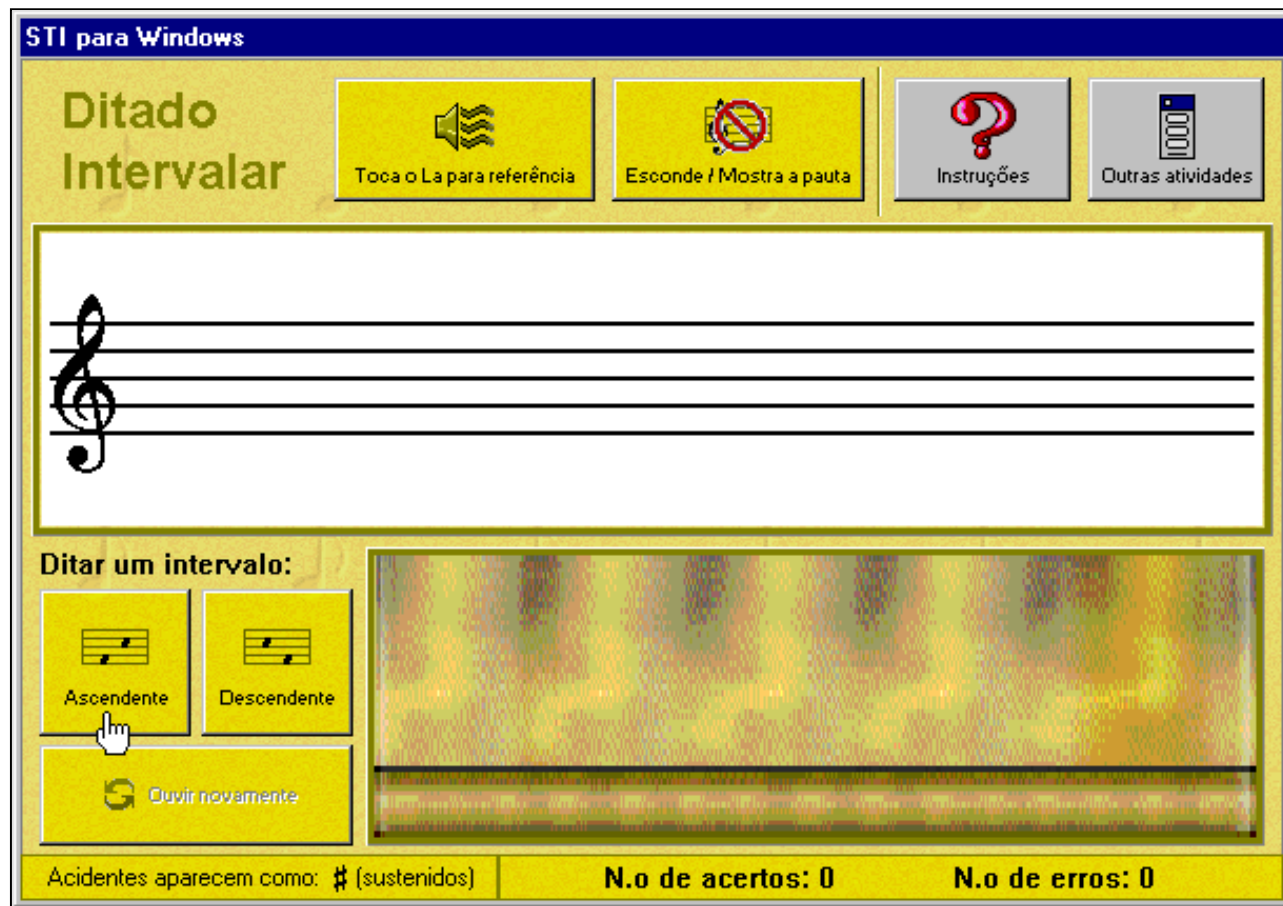 STI para Windows
Ditado
Intervalar
Toca o La para referência
Esconde / Mostra a pauta
Instruções
Outras atividades
Ditar um intervalo:
Ascendente
Descendente
Ouvir novamente
Acidentes aparecem como: ♯ (sustenidos)
N.o de acertos: 0
N.o de erros: 0